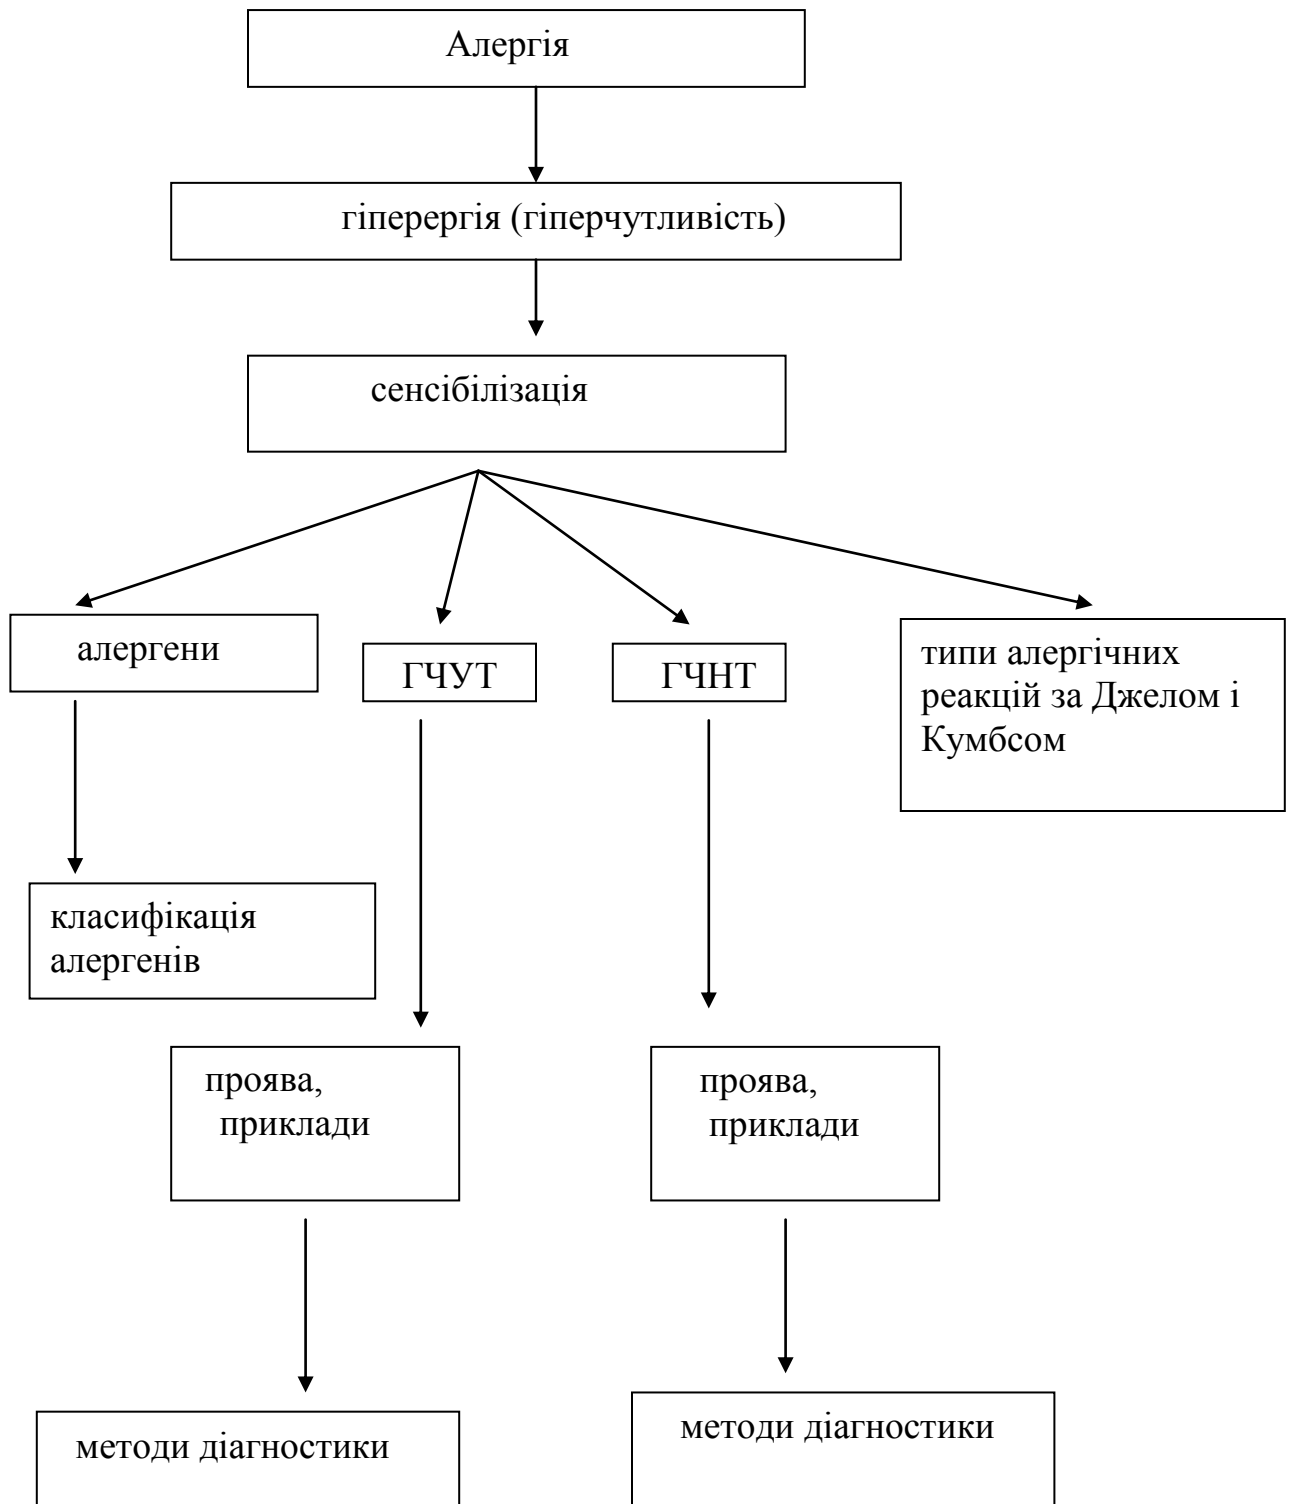 Алергія
гіперергія (гіперчутливість)
сенсібілізація
алергени
ГЧУТ
ГЧНТ
типи алергічних
реакцій за Джелом і
Кумбсом
класифікація
алергенів
проява,
приклади
проява,
приклади
методи діагностики
методи діагностики